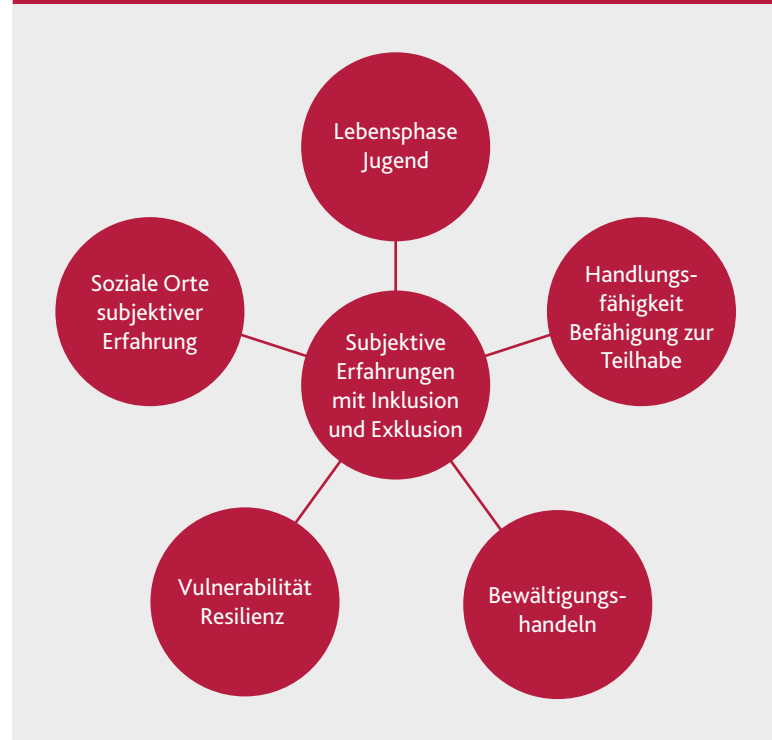 Lebensphase
Jugend
Soziale Orte
subjektiver
Erfahrung
Handlungs-
fähigkeit
Befähigung zur
Teilhabe
Subjektive
Erfahrungen
mit Inklusion
und Exklusion
Vulnerabilität
Resilienz
Bewältigungs-
handeln